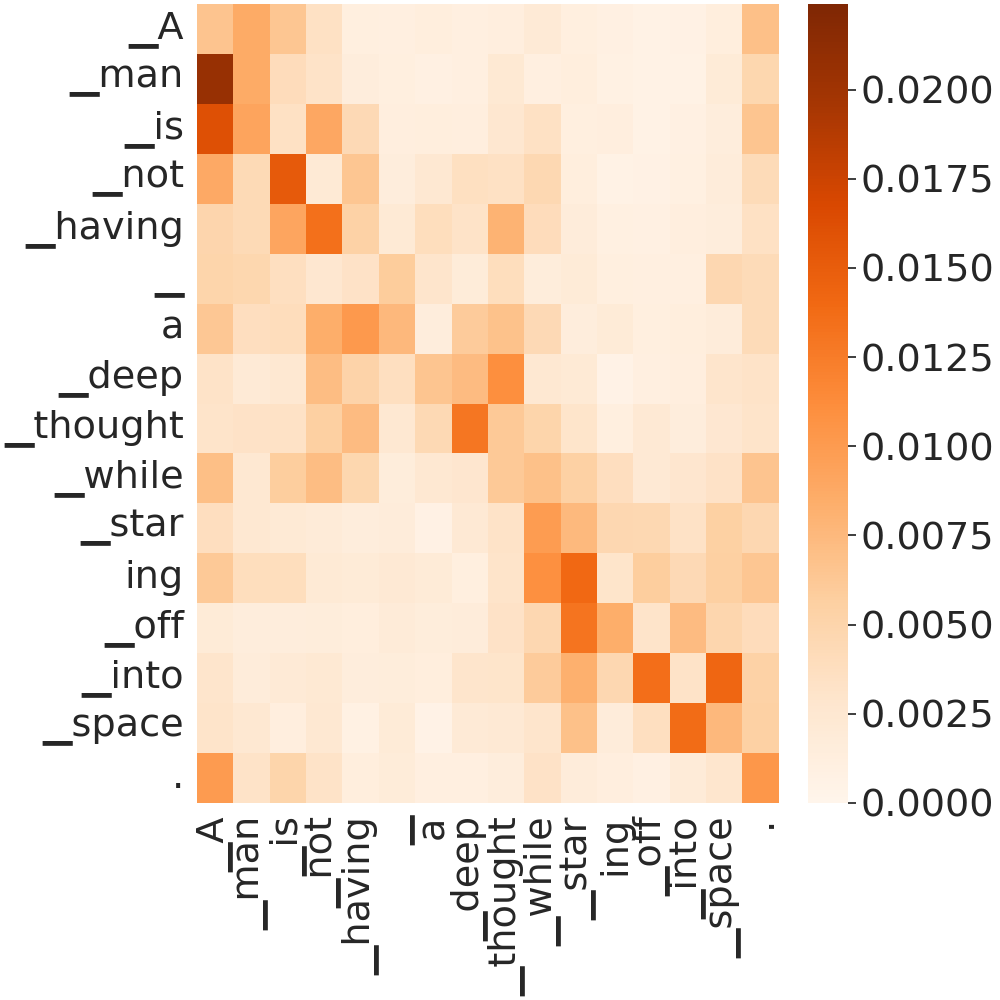 _A
_man
_is
_not
_having
_
a
_deep
_thought
_while
_star
ing
_off
_into
_space
.
0.0200
0.0175
0.0150
0.0125
0.0100
0.0075
0.0050
0.0025
0.0000
_A
_man
_is
_not
_having
_
a
_deep
_thought
_while
_star
ing
_off
_into
_space
.